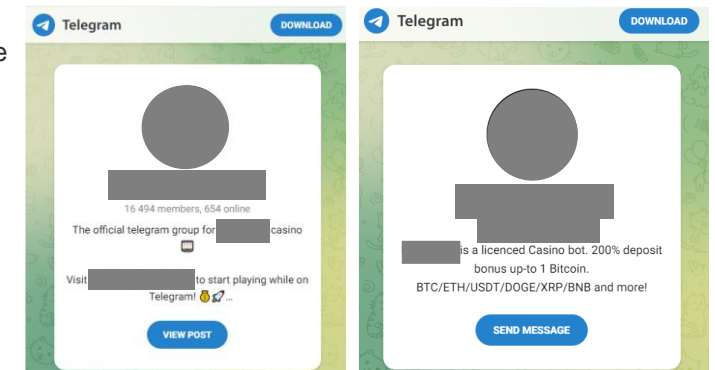 e
Telegram
DOWNLOAD
16 494 members, 654 online
The official telegram group for casino
Visit to start playing while on
Telegram! 💰🚀...
VIEW POST
Telegram
DOWNLOAD
is a licenced Casino bot. 200% deposit
bonus up-to 1 Bitcoin.
BTC/ETH/USDT/DOGE/XRP/BNB and more!
SEND MESSAGE